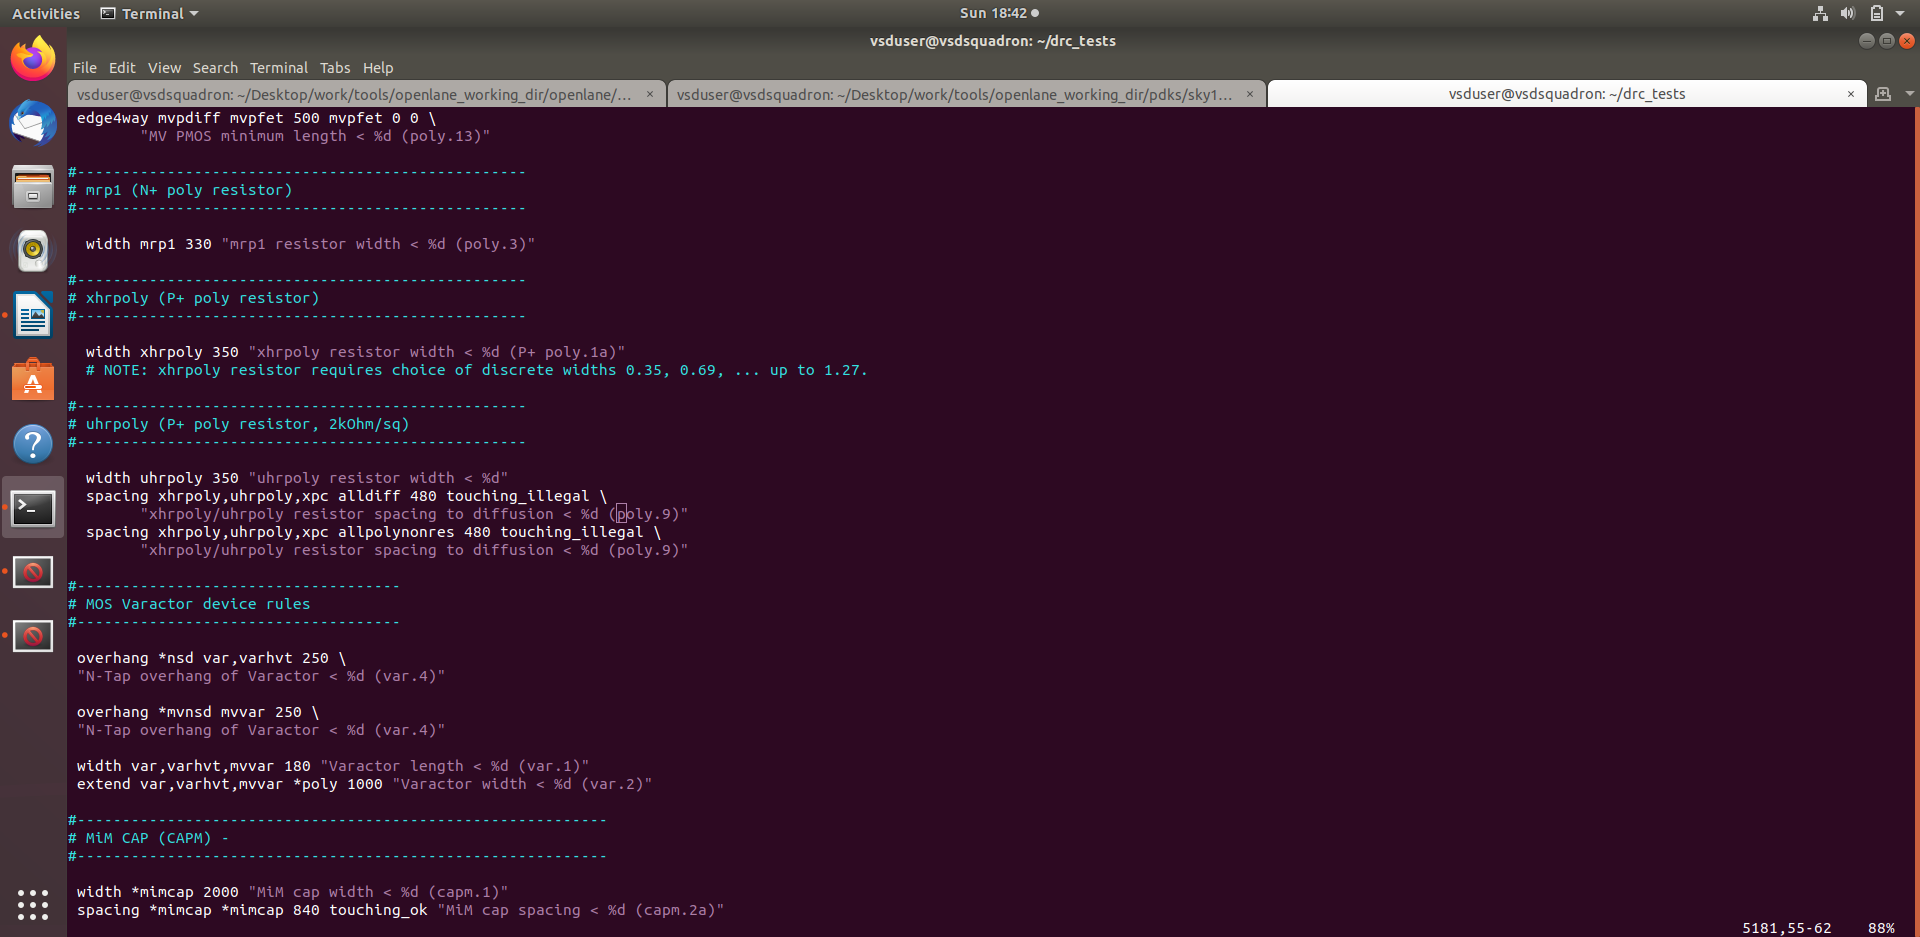 Activities Terminal Sun 18:42
vsduser@vsdsquadron: ~/drc_tests
File Edit View Search Terminal Tabs Help
vsduser@vsdsquadron: ~/Desktop/work/tools/openlane_working_dir/openlane/... × vsduser@vsdsquadron: ~/Desktop/work/tools/openlane_working_dir/pdks/sky1... × vsduser@vsdsquadron: ~/drc_tests ×
edge4way mvpdiff mvpfet 500 mvpfet 0 0 \
"MV PMOS minimum length < %d (poly.13)"
#--------------------------------------------------
# mrp1 (N+ poly resistor)
#--------------------------------------------------
width mrp1 330 "mrp1 resistor width < %d (poly.3)"
#--------------------------------------------------
# xhrpoly (P+ poly resistor)
#--------------------------------------------------
width xhrpoly 350 "xhrpoly resistor width < %d (P+ poly.1a)"
# NOTE: xhrpoly resistor requires choice of discrete widths 0.35, 0.69, ... up to 1.27.
#--------------------------------------------------
# uhrpoly (P+ poly resistor, 2kOhm/sq)
#--------------------------------------------------
width uhrpoly 350 "uhrpoly resistor width < %d"
spacing xhrpoly,uhrpoly,xpc alldiff 480 touching_illegal \
"xhrpoly/uhrpoly resistor spacing to diffusion < %d (poly.9)"
spacing xhrpoly,uhrpoly,xpc allpolynonres 480 touching_illegal \
"xhrpoly/uhrpoly resistor spacing to diffusion < %d (poly.9)"
#------------------------------------
# MOS Varactor device rules
#------------------------------------
overhang *nsd var,varhvt 250 \
"N-Tap overhang of Varactor < %d (var.4)"
overhang *mvnsd mvvar 250 \
"N-Tap overhang of Varactor < %d (var.4)"
width var,varhvt,mvvar 180 "Varactor length < %d (var.1)"
extend var,varhvt,mvvar *poly 1000 "Varactor width < %d (var.2)"
#-----------------------------------------------------------
# MiM CAP (CAPM) -
#-----------------------------------------------------------
width *mimcap 2000 "MiM cap width < %d (capm.1)"
spacing *mimcap *mimcap 840 touching_ok "MiM cap spacing < %d (capm.2a)"
5181,55-62 88%